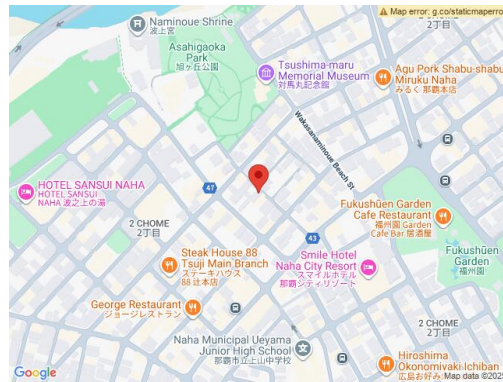 Map error: g.co/staticmaperro
Naminoue Shrine
波上宮
2 CHOME
2丁目
Asahigaoka
Park
旭ヶ丘公園
Tsushima-maru
Memorial Museum
対馬丸記念館
Agu Pork Shabu-shabu
Miruku Naha
みるく 那覇本店
Wakasanaminoue Beach St
47
HOTEL SANSUI NAHA
HOTEL SANSUI
NAHA 波之上の湯
2 CHOME
2丁目
Fukushūen Garden
Cafe Restaurant
福州園 Garden
Cafe Bar 居酒屋
43
Fukushūen
Garden
福州園
Steak House 88
Tsuji Main Branch
ステーキハウス
88 辻本店
Smile Hotel
Naha City Resort
スマイルホテル
那覇シティリゾート
George Restaurant
ジョージレストラン
2 CHOME
2丁目
Naha Municipal Ueyama
Junior High School
那覇市立上山中学校
Hiroshima
Okonomiyaki Ichibar
広島お好み
Google
Map data ©202